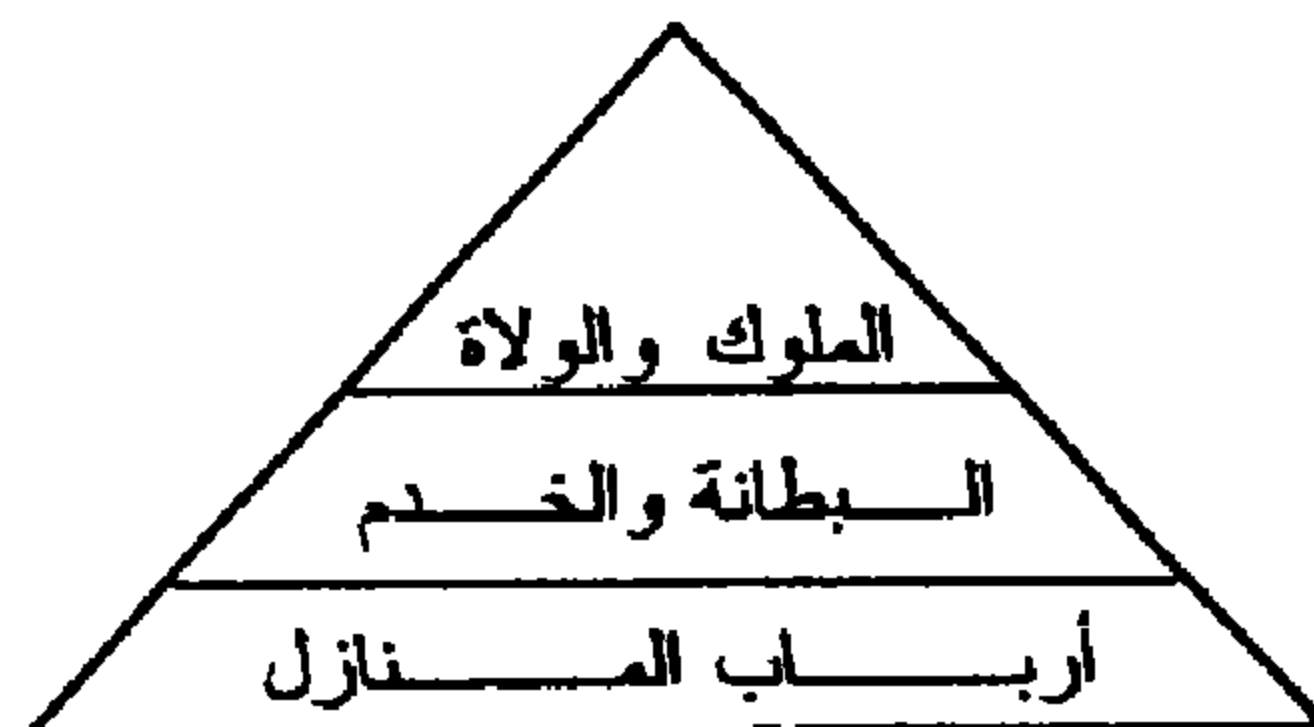 الملوك والولاة
البطانة والخدم
أرباب المنازل